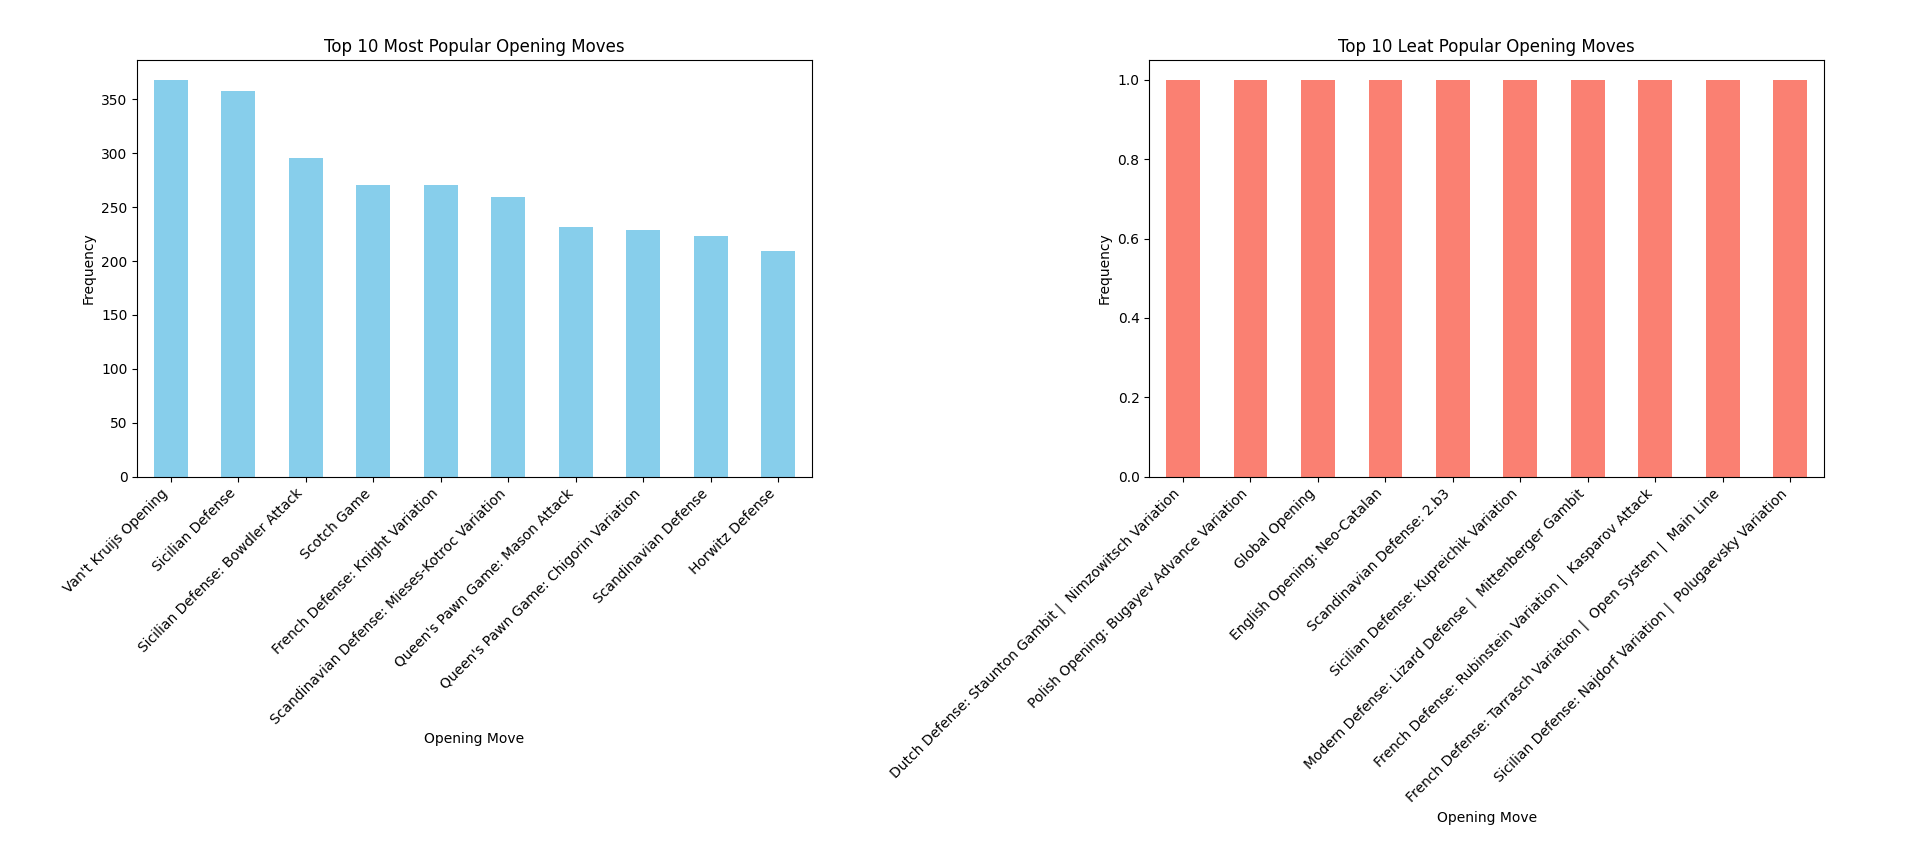 Top 10 Most Popular Opening Moves
Frequency
350
300
250
200
150
100
50
0
Van't Kruijs Opening
Sicilian Defense
Sicilian Defense: Bowdler Attack
Scotch Game
French Defense: Knight Variation
Scandinavian Defense: Mieses-Kotroc Variation
Queen's Pawn Game: Mason Attack
Queen's Pawn Game: Chigorin Variation
Scandinavian Defense
Horwitz Defense
Opening Move
Top 10 Leat Popular Opening Moves
Frequency
1.0
0.8
0.6
0.4
0.2
0.0
Dutch Defense: Staunton Gambit | Nimzowitsch Variation
Polish Opening: Bugayev Advance Variation
Global Opening
English Opening: Neo-Catalan
Scandinavian Defense: 2.b3
Sicilian Defense: Kupreichik Variation
Modern Defense: Lizard Defense | Mittenberger Gambit
French Defense: Rubinstein Variation | Kasparov Attack
French Defense: Tarrasch Variation | Open System | Main Line
Sicilian Defense: Najdorf Variation | Polugaevsky Variation
Opening Move